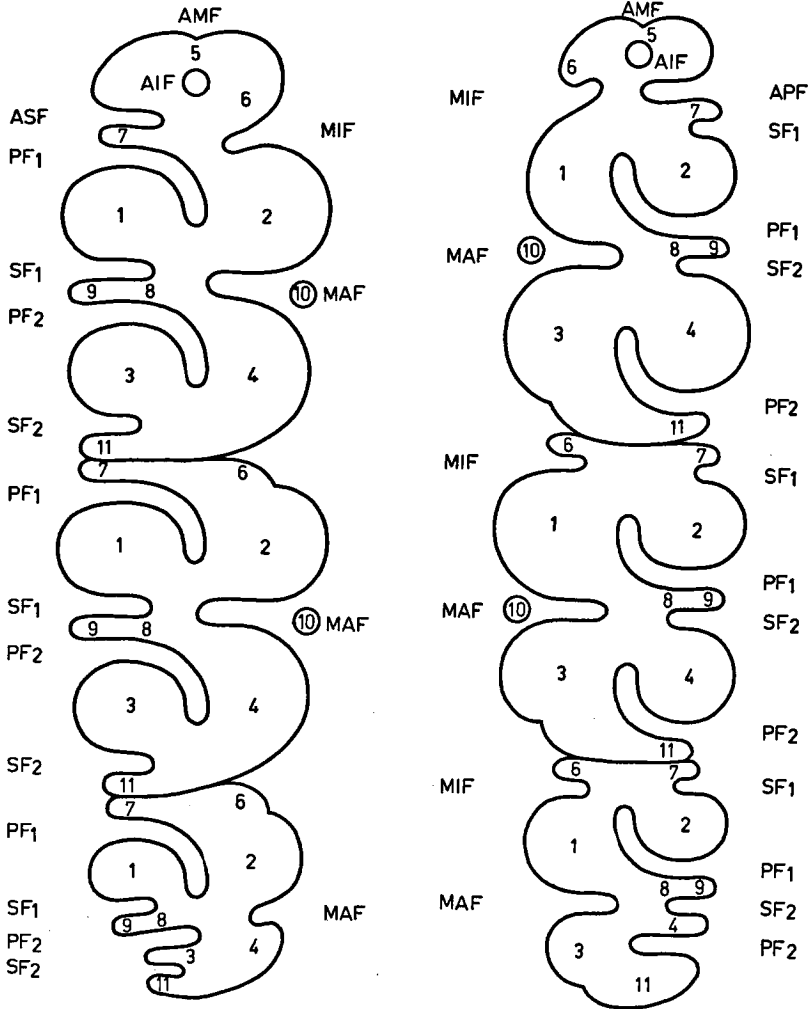 AMF
5
AIF
6
ASF
7 MIF
PF1
1 2
SF1
9 8 10 MAF
PF2
3 4
SF2
11
7 6
PF1
1 2
SF1
9 8 10 MAF
PF2
3 4
SF2
11
7 6
PF1
1 2
SF1 MAF
8
9
PF2 4
3
SF2
11
AMF
5
AIF
6
MIF APF
7
SF1
1 2
PF1
MAF 10 8 9
SF2
3 4
PF2
11
6
MIF 7
SF1
1 2
PF1
8 9
MAF 10
SF2
3 4
PF2
11
6 7
MIF SF1
2
1
PF1
8 9
MAF SF2
4
3 PF2
11